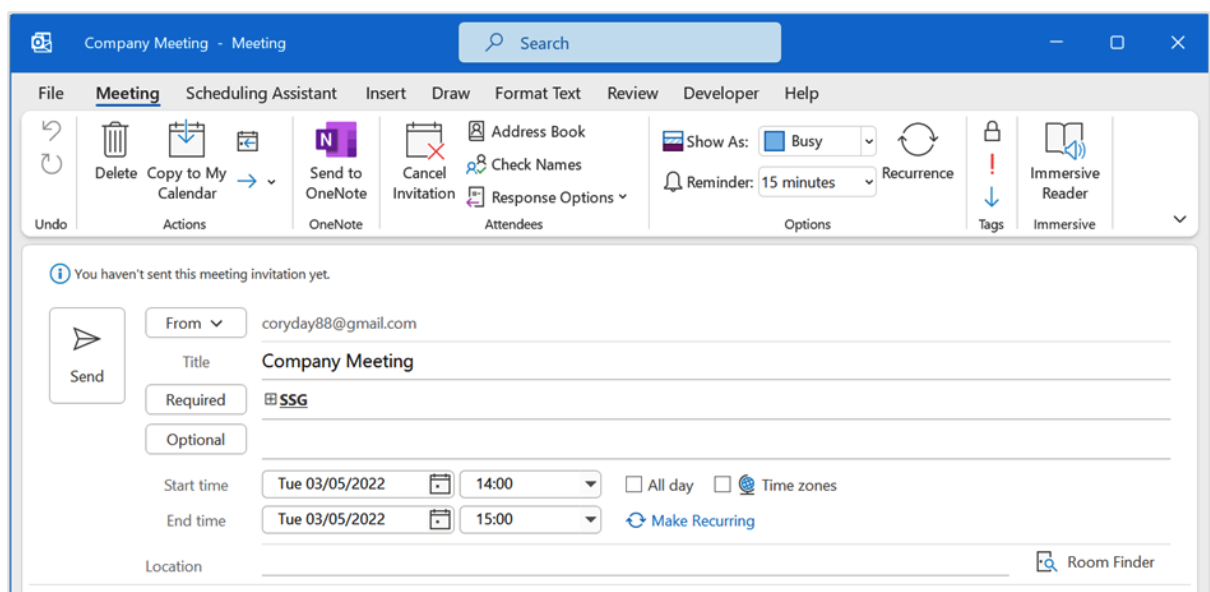 Company Meeting - Meeting
Search
File Meeting Scheduling Assistant Insert Draw Format Text Review Developer Help
Delete
Copy to My Calendar
N
Send to OneNote
Cancel Invitation
Address Book
Check Names
Response Options
Show As: Busy
Reminder: 15 minutes
Recurrence
Immersive Reader
Undo Actions OneNote Attendees Options Tags Immersive
You haven't sent this meeting invitation yet.
Send
From coryday88@gmail.com
Title Company Meeting
Required SSG
Optional
Start time Tue 03/05/2022 14:00 All day Time zones
End time Tue 03/05/2022 15:00 Make Recurring
Location Room Finder